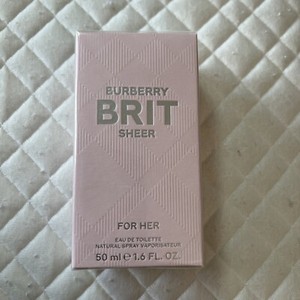 BURBERRY
BRIT
SHEER
FOR HER
EAU DE TOILETTE
NATURAL SPRAY VAPORISATEUR
50 ml ℮ 1.6 FL. OZ.